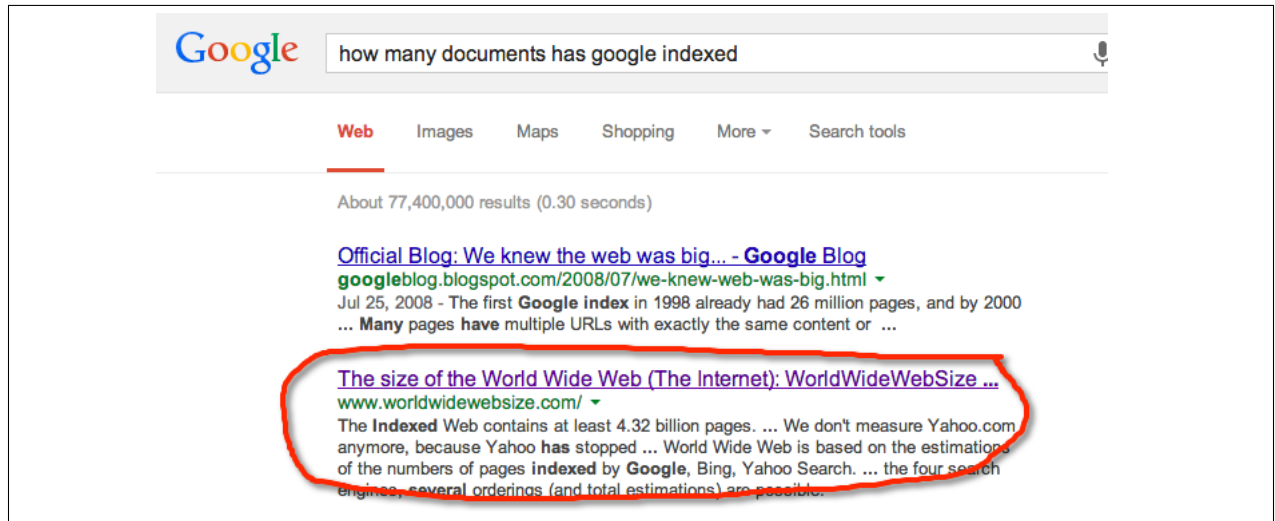 Google
how many documents has google indexed
Web Images Maps Shopping More Search tools
About 77,400,000 results (0.30 seconds)
Official Blog: We knew the web was big... - Google Blog
googleblog.blogspot.com/2008/07/we-knew-web-was-big.html
Jul 25, 2008 - The first Google index in 1998 already had 26 million pages, and by 2000
... Many pages have multiple URLs with exactly the same content or ...
The size of the World Wide Web (The Internet): WorldWideWebSize ...
www.worldwidewebsize.com/
The Indexed Web contains at least 4.32 billion pages. ... We don't measure Yahoo.com
anymore, because Yahoo has stopped ... World Wide Web is based on the estimations
of the numbers of pages indexed by Google, Bing, Yahoo Search. ... the four search
engines, several orderings (and total estimations) are possible.